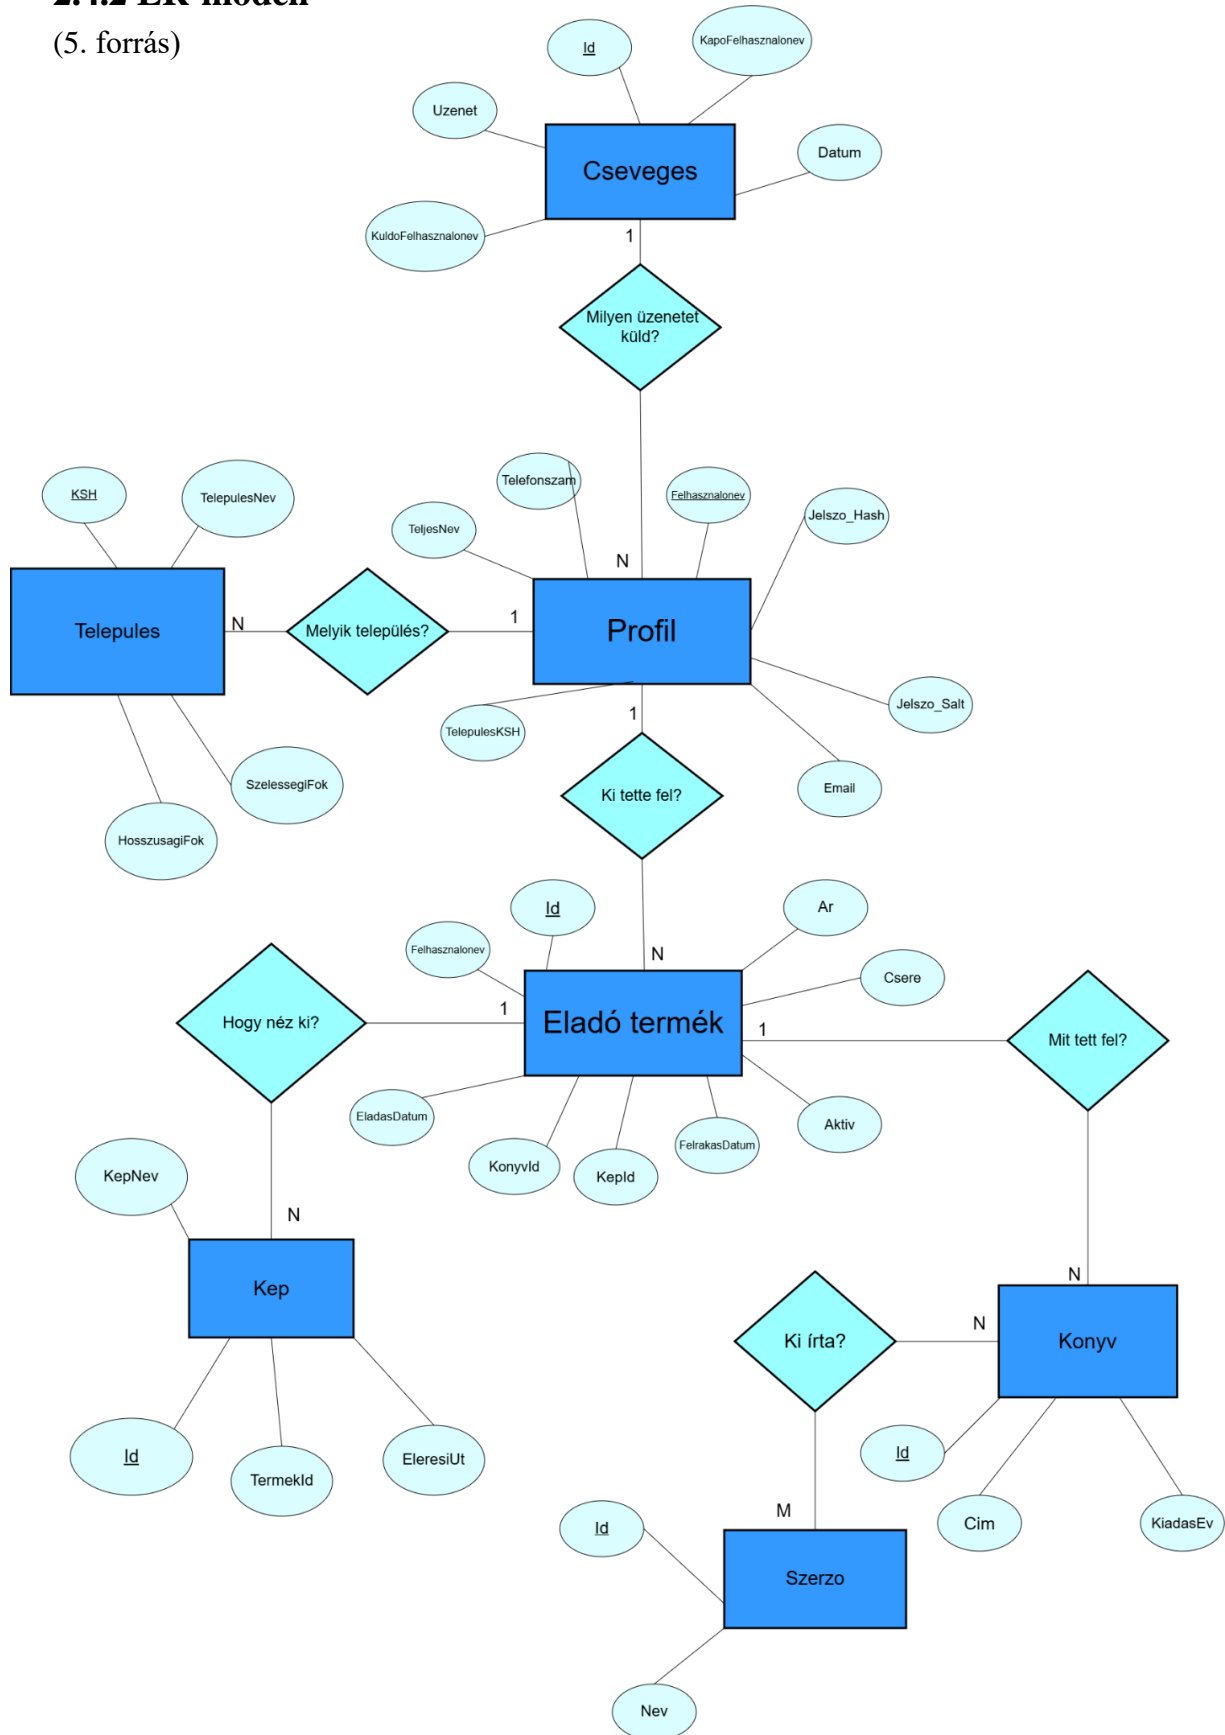 2.4.2 ER-modell
(5. forrás)
Id
KapoFelhasznalonev
Uzenet
Datum
Cseveges
KuldoFelhasznalonev
1
Milyen üzenetet
küld?
Telefonszam
Felhasznalonev
KSH
TelepulesNev
Jelszo_Hash
TeljesNev
N
Telepules
N
Melyik település?
1
Profil
Jelszo_Salt
1
TelepulesKSH
SzelessegiFok
Email
Ki tette fel?
HosszusagiFok
Id
Ar
Felhasznalonev
N
Csere
Hogy néz ki?
1
Eladó termék
1
Mit tett fel?
EladasDatum
Aktiv
FelrakasDatum
KonyvId
KepId
KepNev
N
N
Kep
N
Ki írta?
Konyv
Id
EleresiUt
Id
TermekId
M
Cim
KiadasEv
Id
Szerzo
Nev